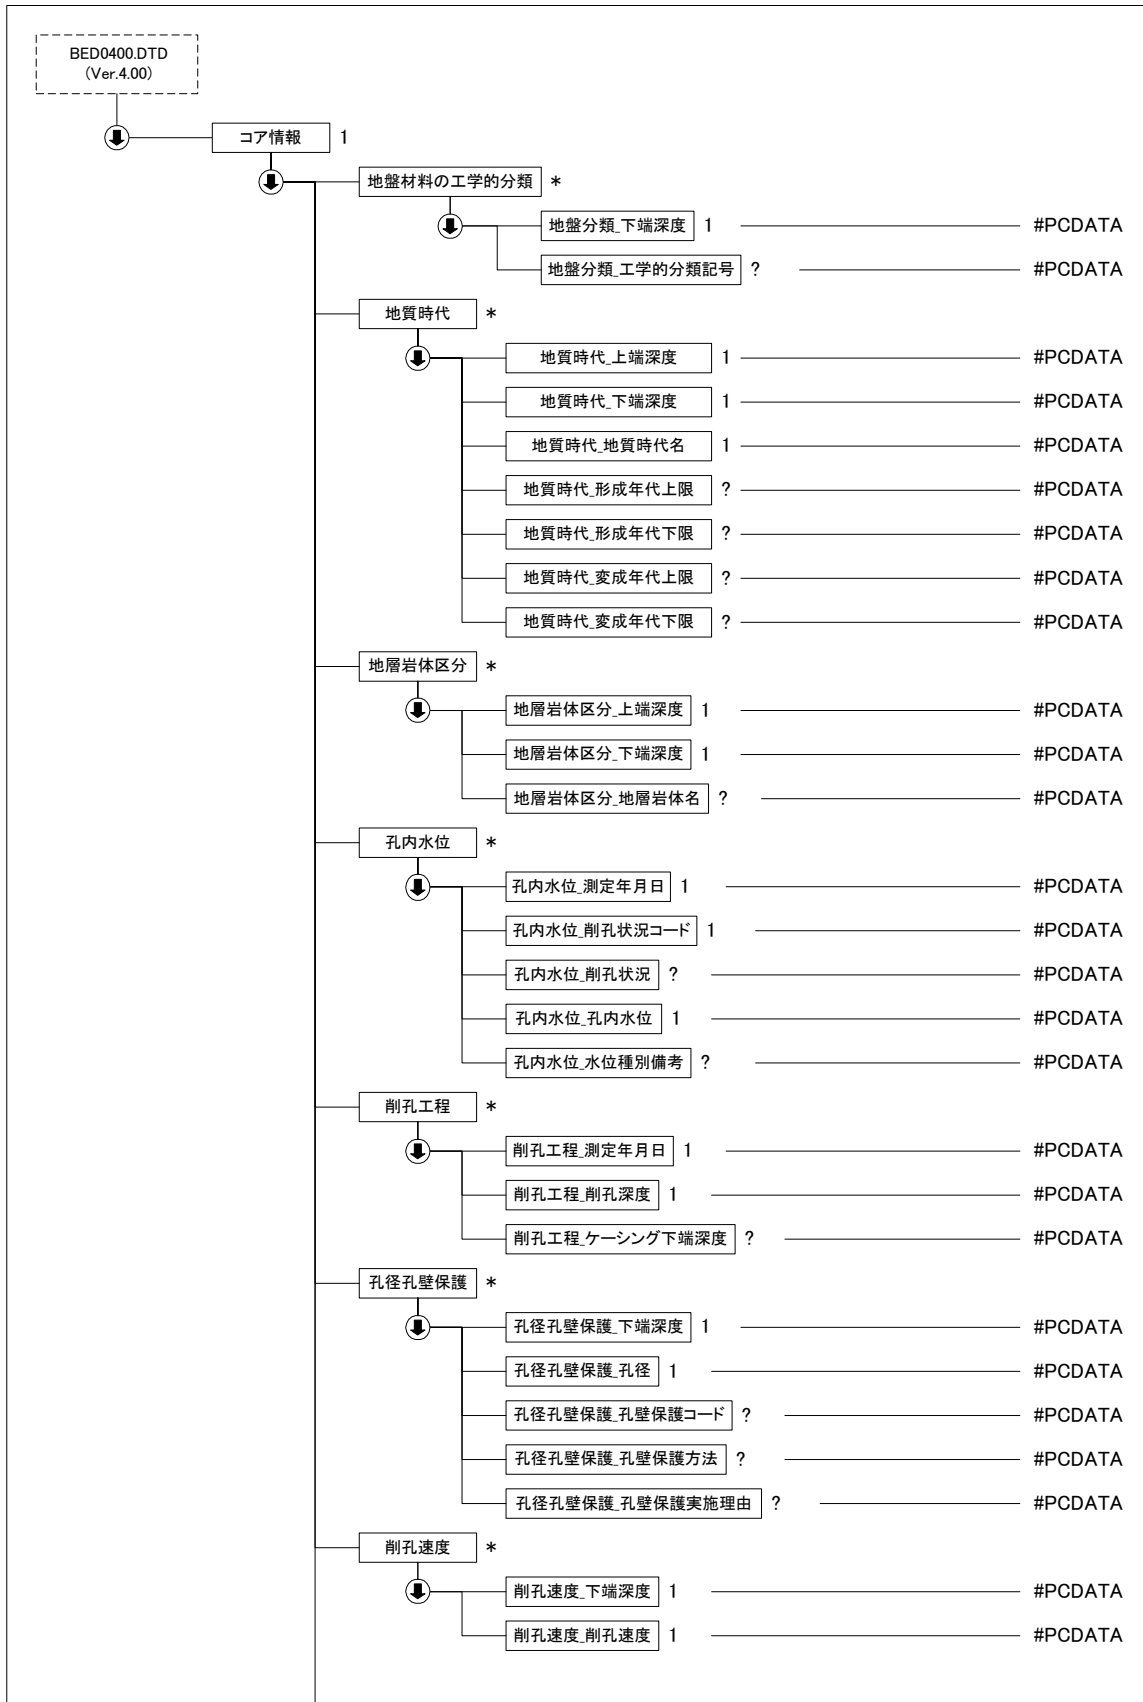 BED0400.DTD
(Ver.4.00)
コア情報 1
地盤材料の工学的分類 *
地盤分類_下端深度 1 #PCDATA
地盤分類_工学的分類記号 ? #PCDATA
地質時代 *
地質時代_上端深度 1 #PCDATA
地質時代_下端深度 1 #PCDATA
地質時代_地質時代名 1 #PCDATA
地質時代_形成年代上限 ? #PCDATA
地質時代_形成年代下限 ? #PCDATA
地質時代_変成年代上限 ? #PCDATA
地質時代_変成年代下限 ? #PCDATA
地層岩体区分 *
地層岩体区分_上端深度 1 #PCDATA
地層岩体区分_下端深度 1 #PCDATA
地層岩体区分_地層岩体名 ? #PCDATA
孔内水位 *
孔内水位_測定年月日 1 #PCDATA
孔内水位_削孔状況コード 1 #PCDATA
孔内水位_削孔状況 ? #PCDATA
孔内水位_孔内水位 1 #PCDATA
孔内水位_水位種別備考 ? #PCDATA
削孔工程 *
削孔工程_測定年月日 1 #PCDATA
削孔工程_削孔深度 1 #PCDATA
削孔工程_ケーシング下端深度 ? #PCDATA
孔径孔壁保護 *
孔径孔壁保護_下端深度 1 #PCDATA
孔径孔壁保護_孔径 1 #PCDATA
孔径孔壁保護_孔壁保護コード ? #PCDATA
孔径孔壁保護_孔壁保護方法 ? #PCDATA
孔径孔壁保護_孔壁保護実施理由 ? #PCDATA
削孔速度 *
削孔速度_下端深度 1 #PCDATA
削孔速度_削孔速度 1 #PCDATA